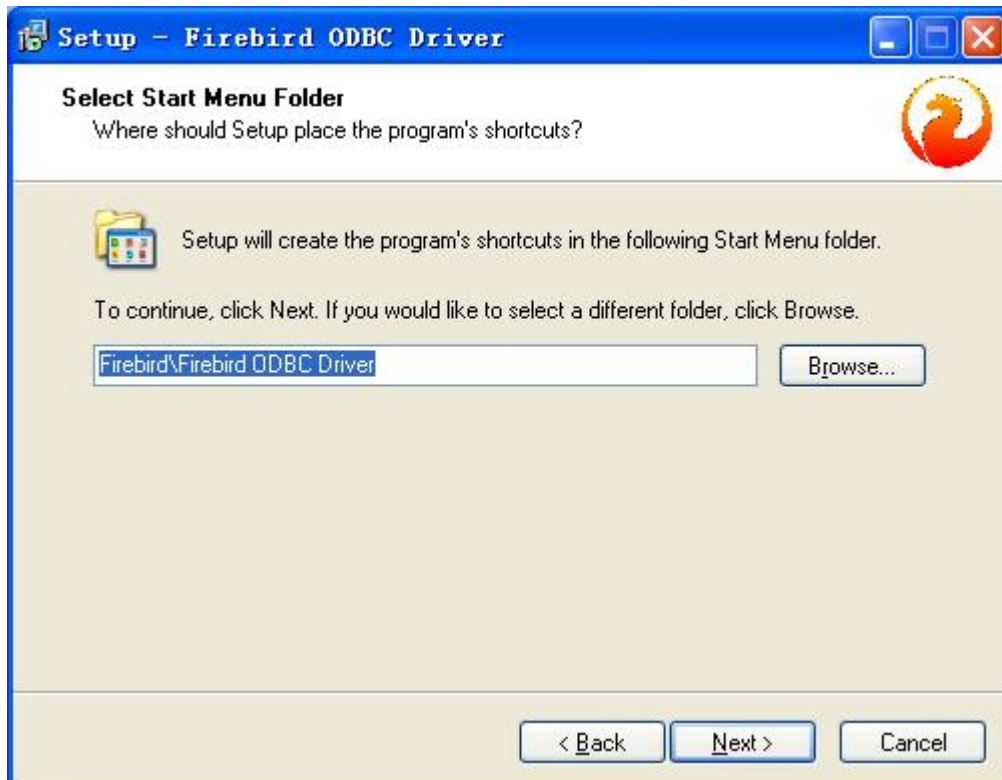 Setup - Firebird ODBC Driver
Select Start Menu Folder
Where should Setup place the program's shortcuts?
Setup will create the program's shortcuts in the following Start Menu folder.
To continue, click Next. If you would like to select a different folder, click Browse.
Firebird\Firebird ODBC Driver
Browse...
< Back
Next >
Cancel